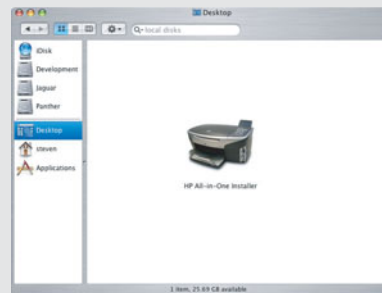 Desktop
local disks
iDisk
Development
Jaguar
Panther
Desktop
steven
Applications
HP All-in-One Installer
1 item, 25.69 GB available